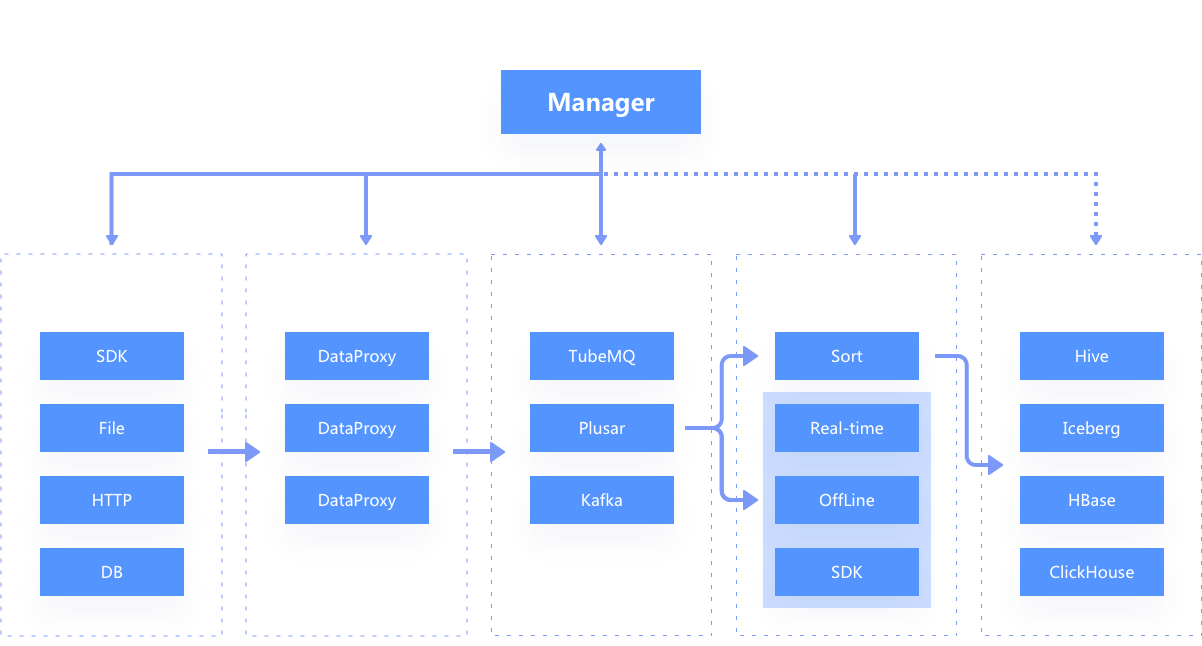 Manager
SDK
File
HTTP
DB
DataProxy
DataProxy
DataProxy
TubeMQ
Plusar
Kafka
Sort
Real-time
OffLine
SDK
Hive
Iceberg
HBase
ClickHouse